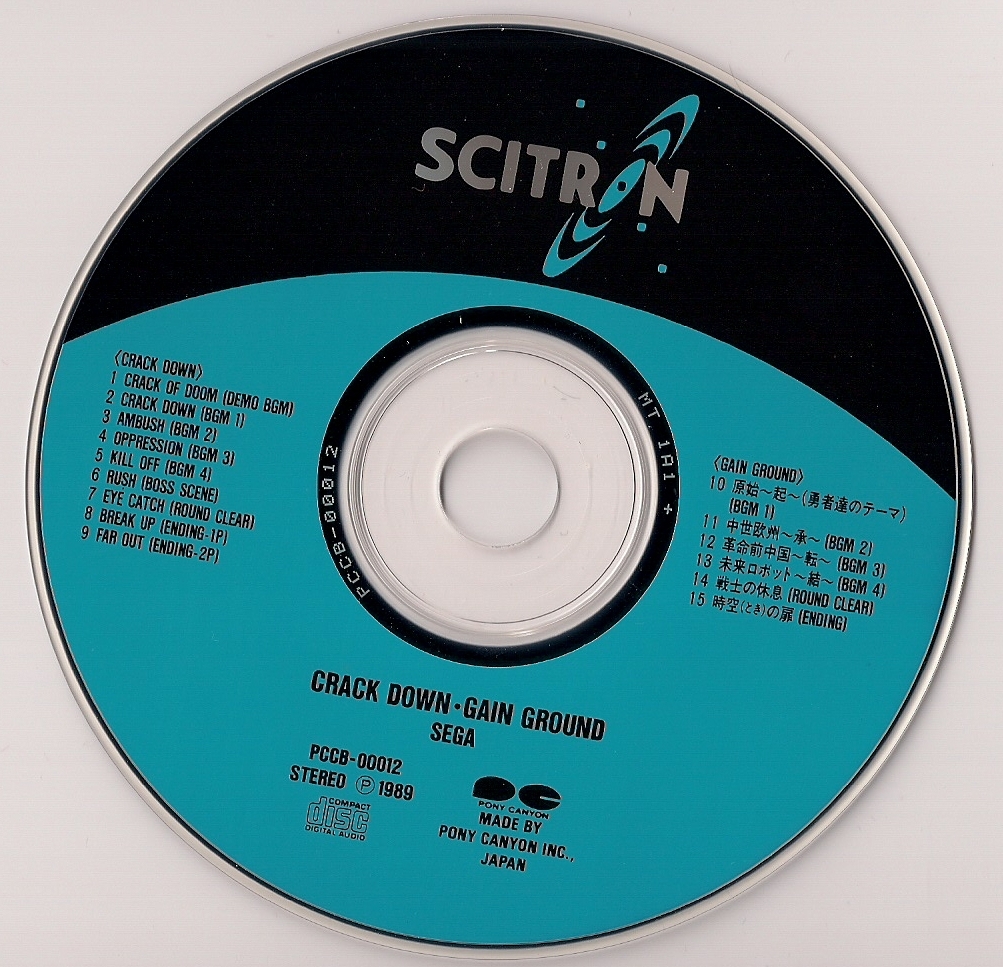 SCITRON
〈CRACK DOWN〉
1 CRACK OF DOOM (DEMO BGM)
2 CRACK DOWN (BGM 1)
3 AMBUSH (BGM 2)
4 OPPRESSION (BGM 3)
5 KILL OFF (BGM 4)
6 RUSH (BOSS SCENE)
7 EYE CATCH (ROUND CLEAR)
8 BREAK UP (ENDING-1P)
9 FAR OUT (ENDING-2P)
PCCB-00012
MT. 1A1 +
〈GAIN GROUND〉
10 原始〜起〜(勇者達のテーマ)
(BGM 1)
11 中世欧州〜承〜 (BGM 2)
12 革命前中国〜転〜 (BGM 3)
13 未来ロボット〜結〜 (BGM 4)
14 戦士の休息 (ROUND CLEAR)
15 時空(とき)の扉 (ENDING)
CRACK DOWN・GAIN GROUND
SEGA
PCCB-00012
STEREO Ⓟ 1989
COMPACT
disc
DIGITAL AUDIO
PC
PONY CANYON
MADE BY
PONY CANYON INC.,
JAPAN